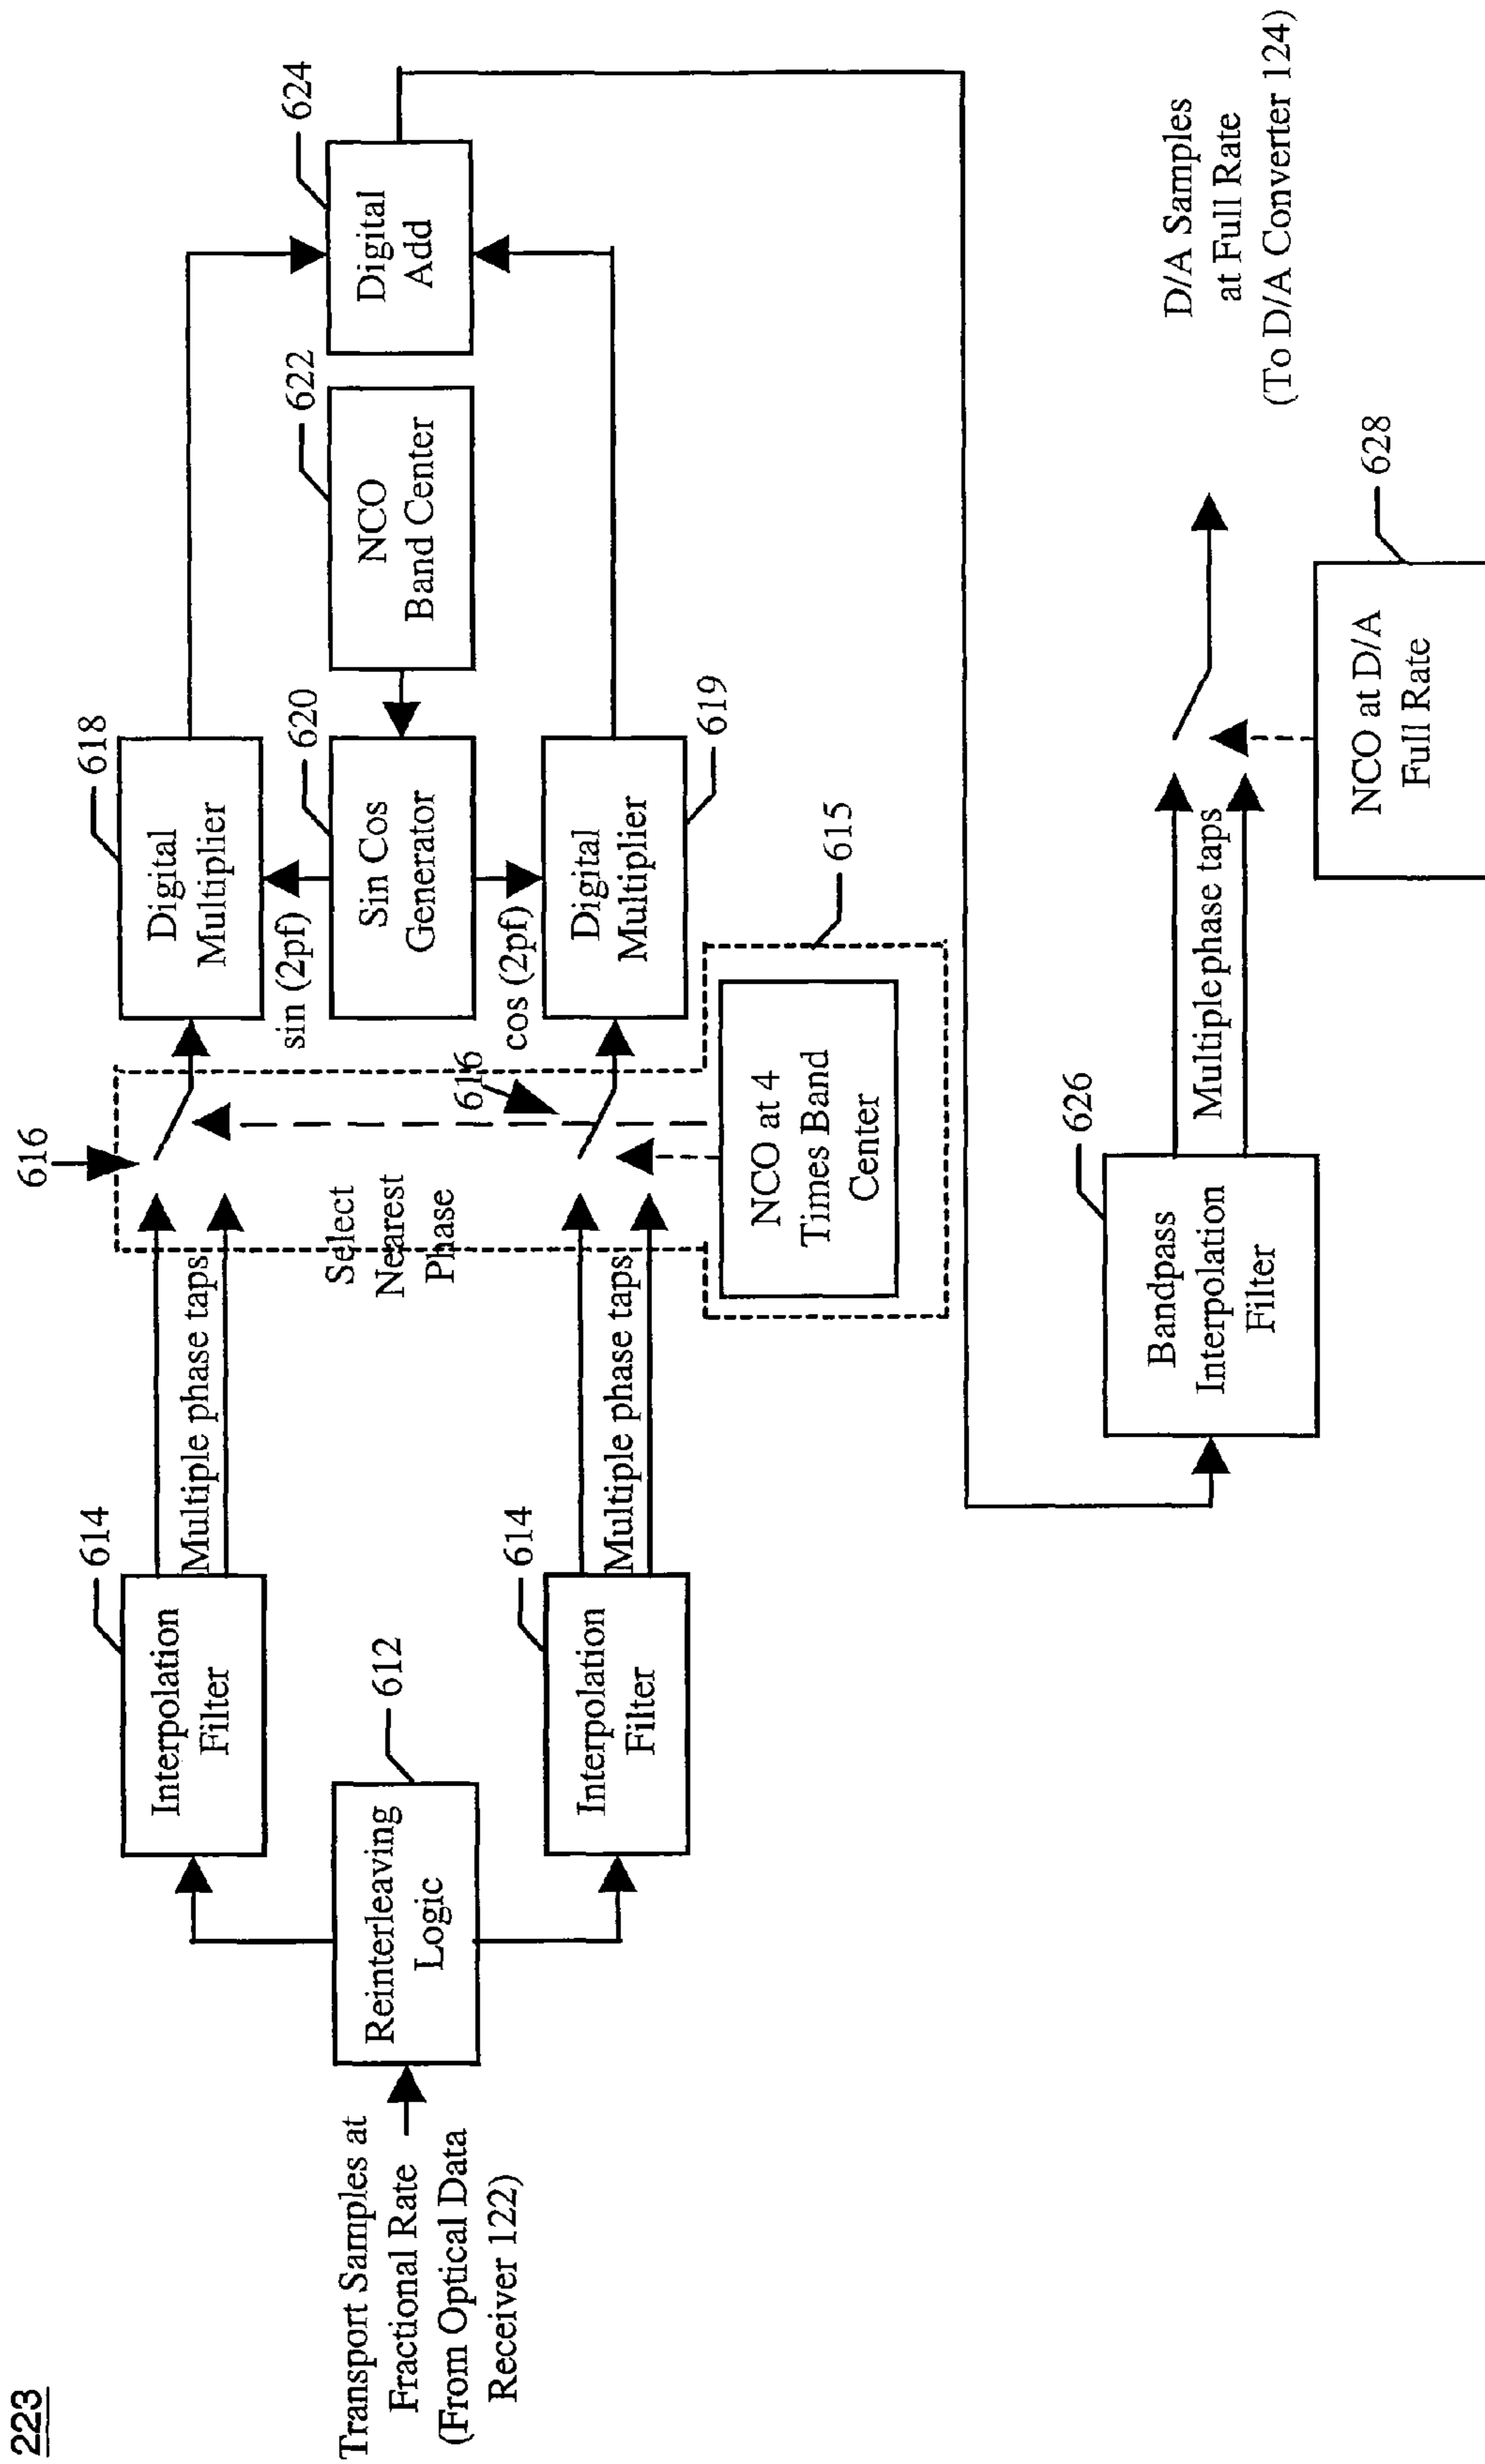 223
Transport Samples at
Fractional Rate
(From Optical Data
Receiver 122)
Reinterleaving
Logic
612
Interpolation
Filter
614
Interpolation
Filter
614
Multiple phase taps
Multiple phase taps
Select
Nearest
Phase
616
616
NCO at 4
Times Band
Center
615
Digital
Multiplier
618
sin (2pf)
Sin Cos
Generator
620
cos (2pf)
Digital
Multiplier
619
NCO
Band Center
622
Digital
Add
624
Bandpass
Interpolation
Filter
626
Multiple phase taps
NCO at D/A
Full Rate
628
D/A Samples
at Full Rate
(To D/A Converter 124)